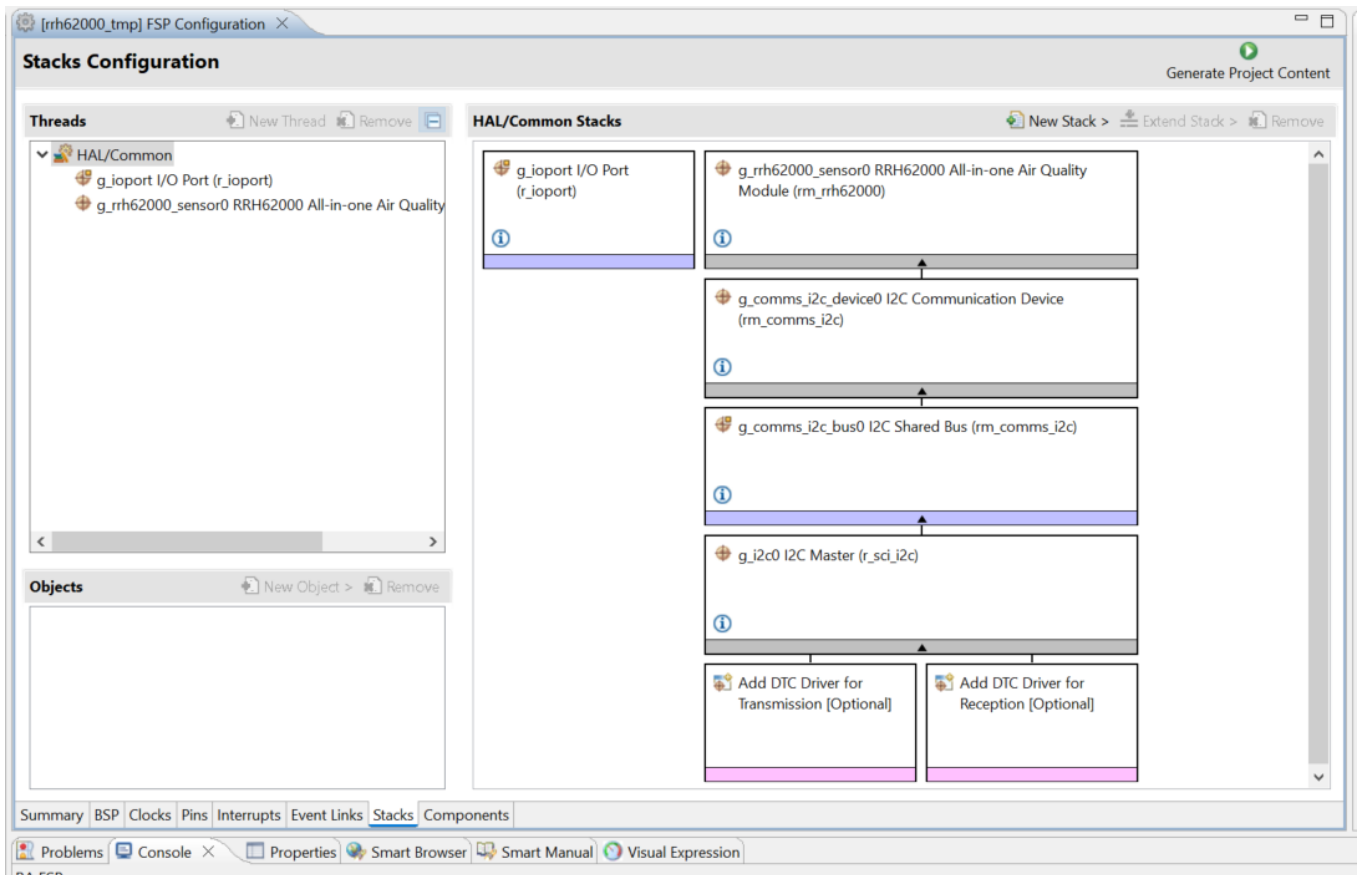 [rrh62000_tmp] FSP Configuration
Stacks Configuration
Generate Project Content
Threads
New Thread
Remove
HAL/Common
g_ioport I/O Port (r_ioport)
g_rrh62000_sensor0 RRH62000 All-in-one Air Quality
Objects
New Object >
Remove
HAL/Common Stacks
New Stack >
Extend Stack >
Remove
g_ioport I/O Port
(r_ioport)
g_rrh62000_sensor0 RRH62000 All-in-one Air Quality
Module (rm_rrh62000)
g_comms_i2c_device0 I2C Communication Device
(rm_comms_i2c)
g_comms_i2c_bus0 I2C Shared Bus (rm_comms_i2c)
g_i2c0 I2C Master (r_sci_i2c)
Add DTC Driver for
Transmission [Optional]
Add DTC Driver for
Reception [Optional]
Summary BSP Clocks Pins Interrupts Event Links Stacks Components
Problems Console Properties Smart Browser Smart Manual Visual Expression